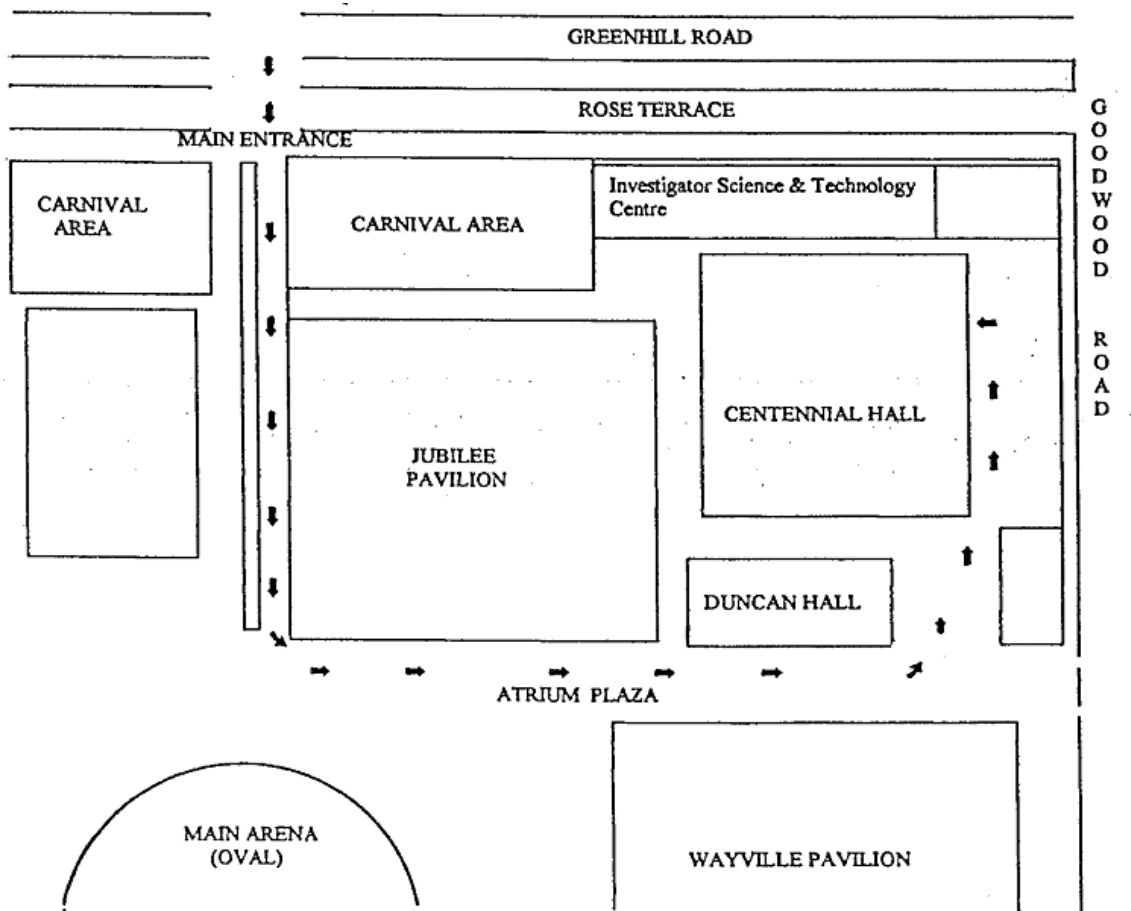 GREENHILL ROAD
ROSE TERRACE
GOODWOOD ROAD
MAIN ENTRANCE
CARNIVAL
AREA
CARNIVAL AREA
Investigator Science & Technology
Centre
CENTENNIAL HALL
JUBILEE
PAVILION
DUNCAN HALL
ATRIUM PLAZA
MAIN ARENA
(OVAL)
WAYVILLE PAVILION